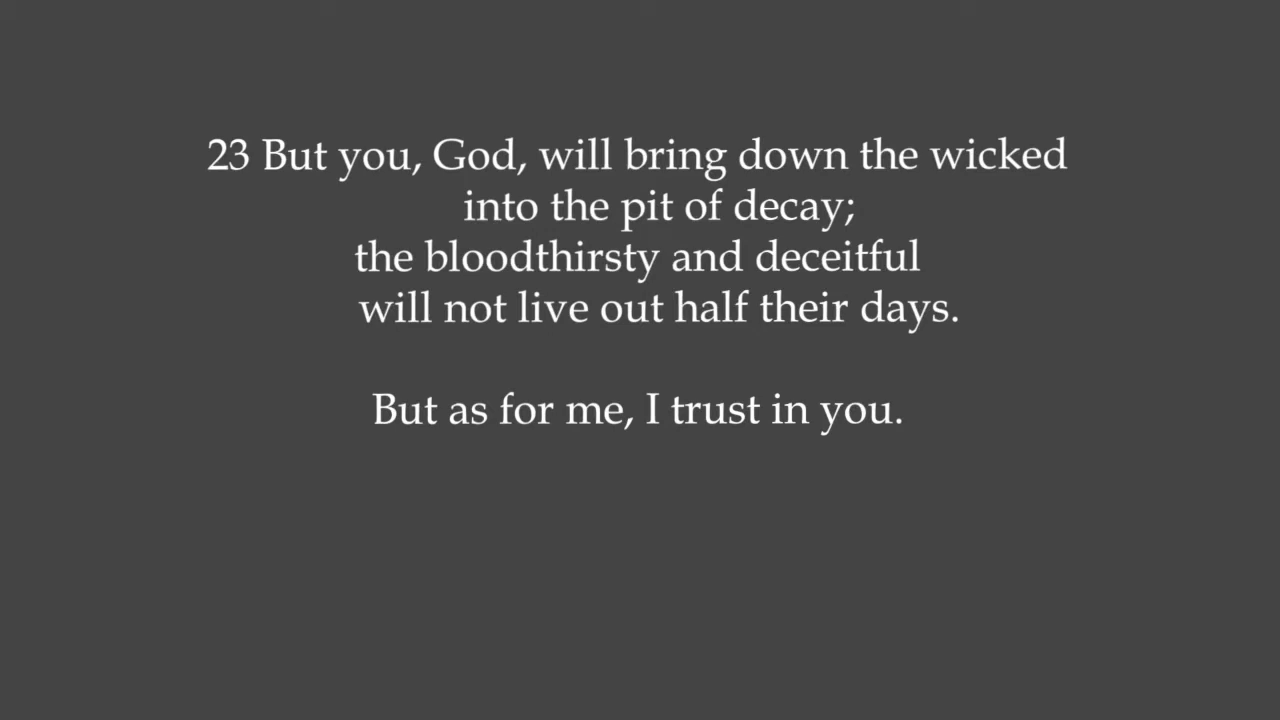 23 But you, God, will bring down the wicked
into the pit of decay;
the bloodthirsty and deceitful
will not live out half their days.
But as for me, I trust in you.